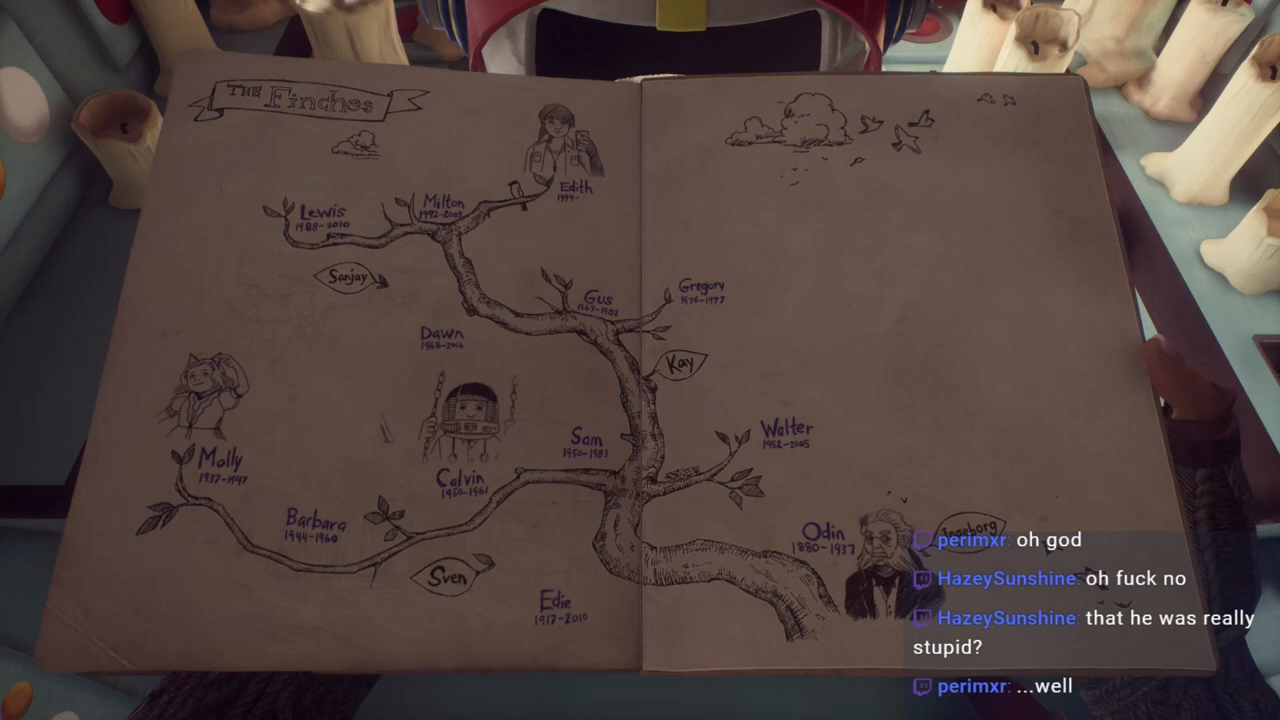 THE Finches
Edith
1999-
Lewis
1988-2010
Milton
1992-2003
Sanjay
Gus
1969-1982
Gregory
1976-1977
Dawn
1968-2016
Kay
Sam
1950-1983
Walter
1952-2005
Molly
1937-1947
Calvin
1950-1961
Barbara
1944-1960
Sven
Odin
1880-1937
Ingeborg
Edie
1917-2010
perimxr: oh god
HazeySunshine: oh fuck no
HazeySunshine: that he was really
stupid?
perimxr: ...well